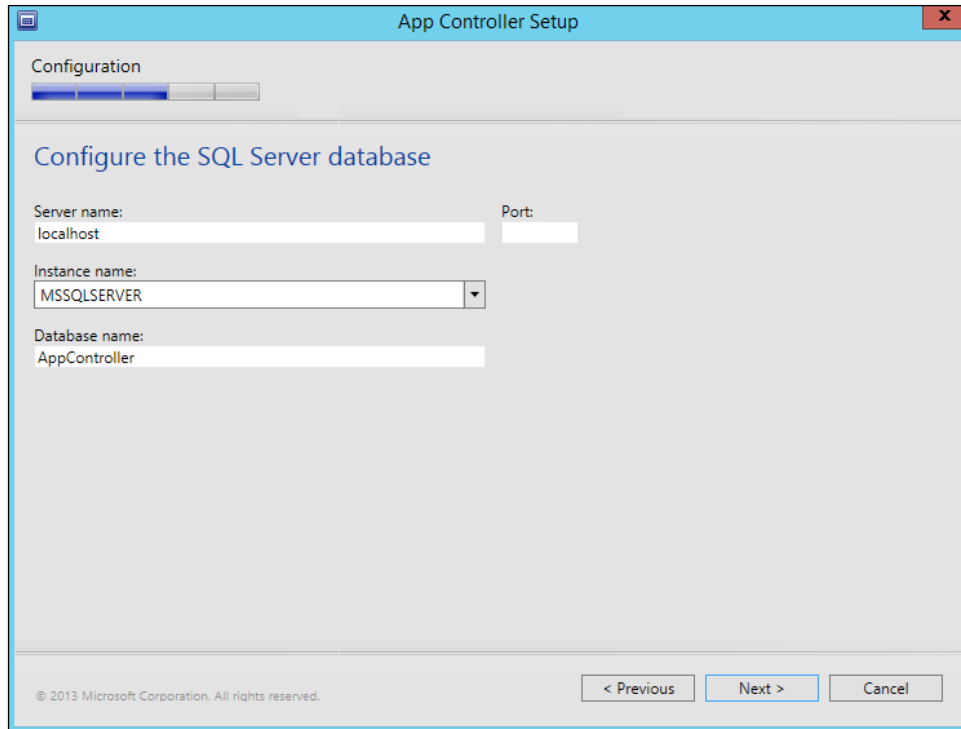 App Controller Setup
x
Configuration
Configure the SQL Server database
Server name: Port:
localhost
Instance name:
MSSQLSERVER
Database name:
AppController
© 2013 Microsoft Corporation. All rights reserved.
< Previous Next > Cancel